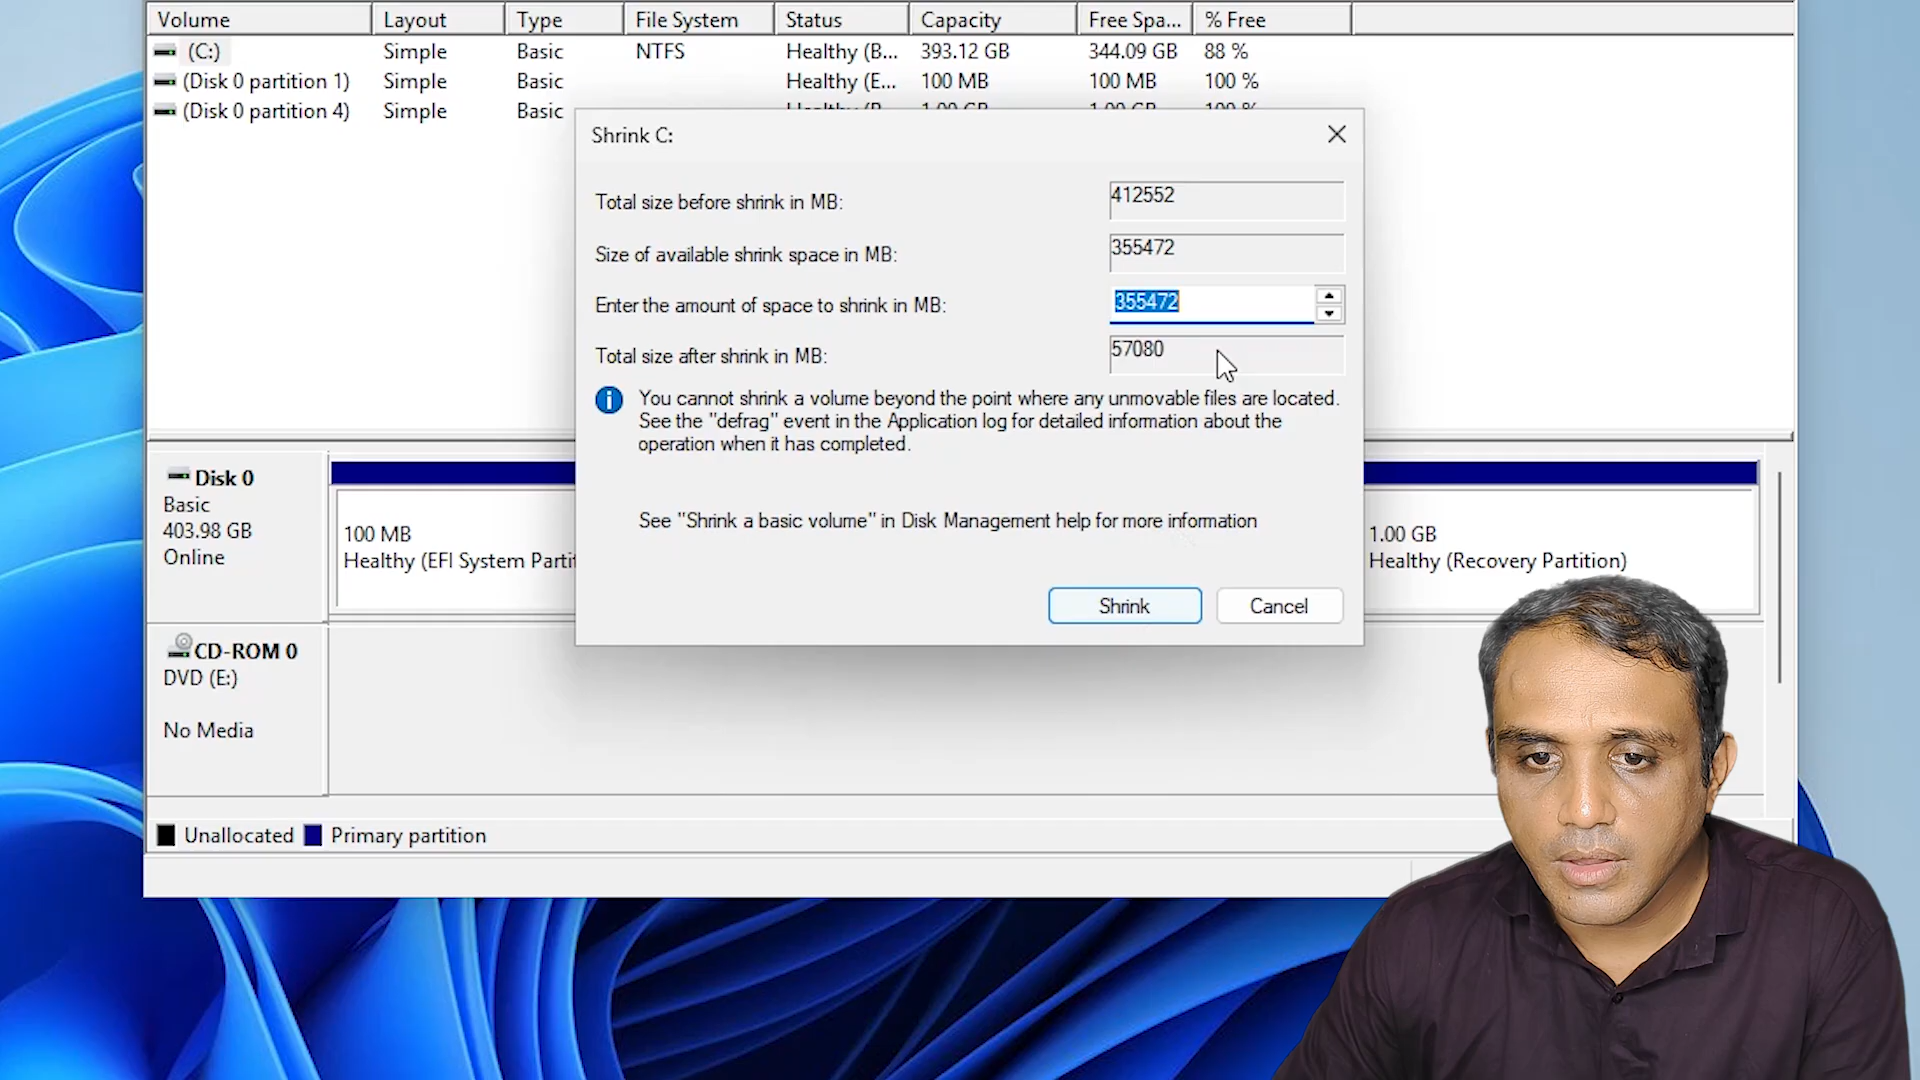 Volume Layout Type File System Status Capacity Free Spa... % Free
(C:) Simple Basic NTFS Healthy (B... 393.12 GB 344.09 GB 88 %
(Disk 0 partition 1) Simple Basic Healthy (E... 100 MB 100 MB 100 %
(Disk 0 partition 4) Simple Basic
Shrink C:
Total size before shrink in MB: 412552
Size of available shrink space in MB: 355472
Enter the amount of space to shrink in MB: 355472
Total size after shrink in MB: 57080
You cannot shrink a volume beyond the point where any unmovable files are located.
See the "defrag" event in the Application log for detailed information about the
operation when it has completed.
See "Shrink a basic volume" in Disk Management help for more information
Shrink Cancel
Disk 0
Basic
403.98 GB
Online
100 MB
Healthy (EFI System Parti
1.00 GB
Healthy (Recovery Partition)
CD-ROM 0
DVD (E:)
No Media
Unallocated Primary partition